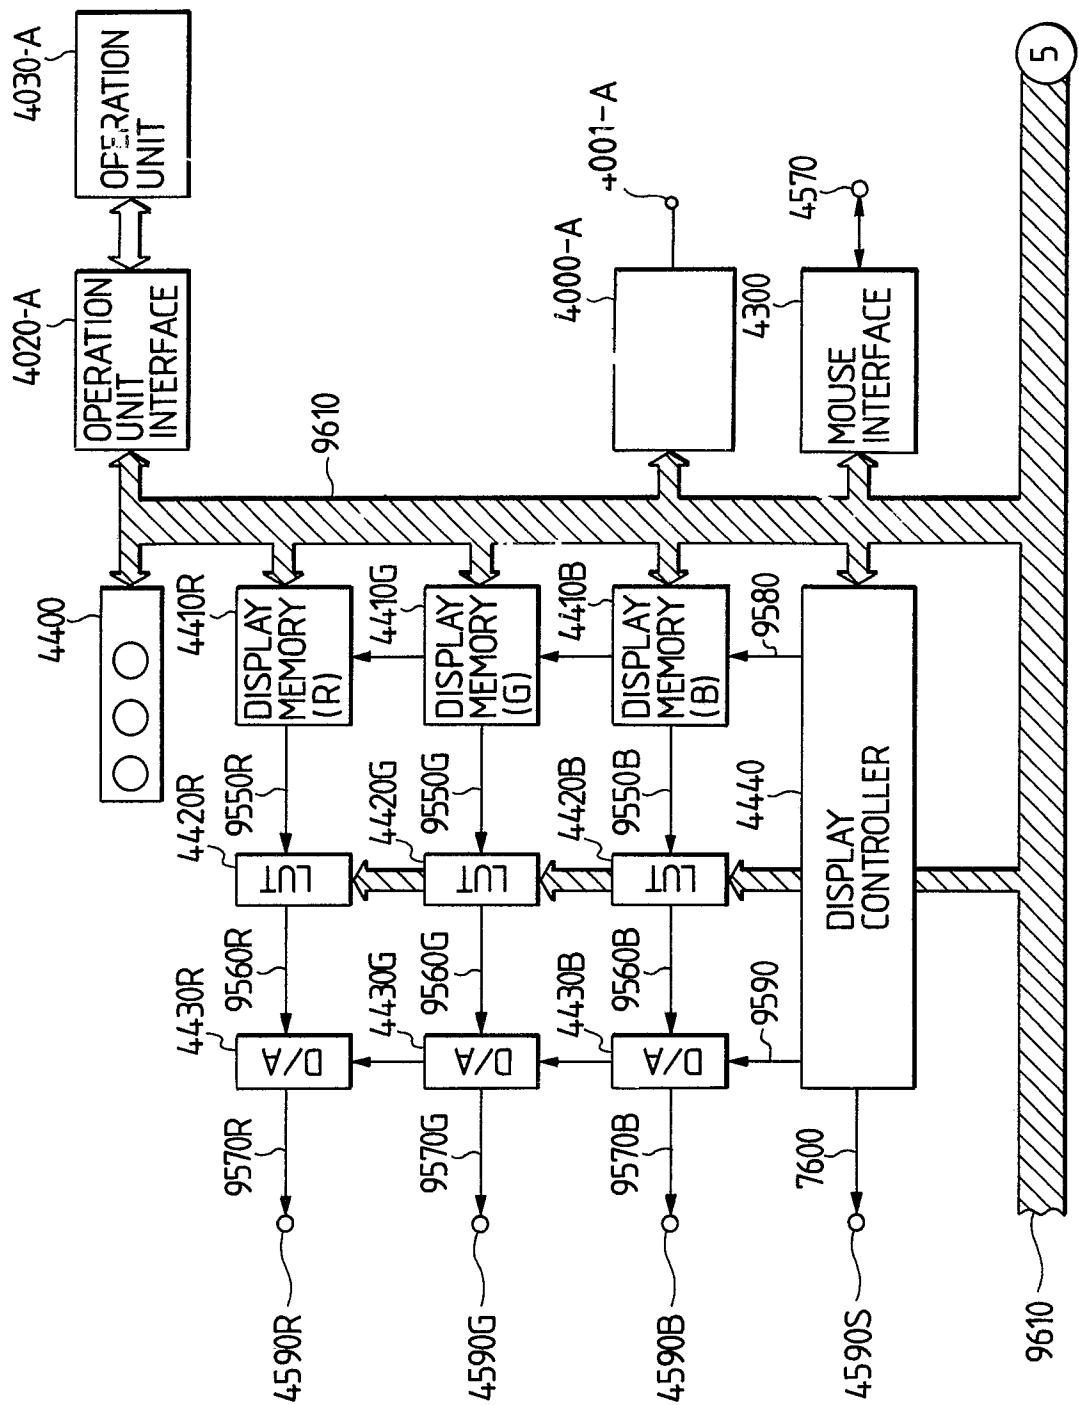 4030-A
OPERATION
UNIT
4020-A
OPERATION
UNIT
INTERFACE
9610
4001-A
4000-A
4570
4300
MOUSE
INTERFACE
5
4400
4410R
DISPLAY
MEMORY
(R)
4410G
DISPLAY
MEMORY
(G)
4410B
DISPLAY
MEMORY
(B)
9580
9550R
9550G
9550B
4420R
LUT
4420G
LUT
4420B
LUT
4440
DISPLAY
CONTROLLER
9560R
9560G
9560B
9590
4430R
D/A
4430G
D/A
4430B
D/A
9570R
9570G
9570B
7600
4590R
4590G
4590B
4590S
9610